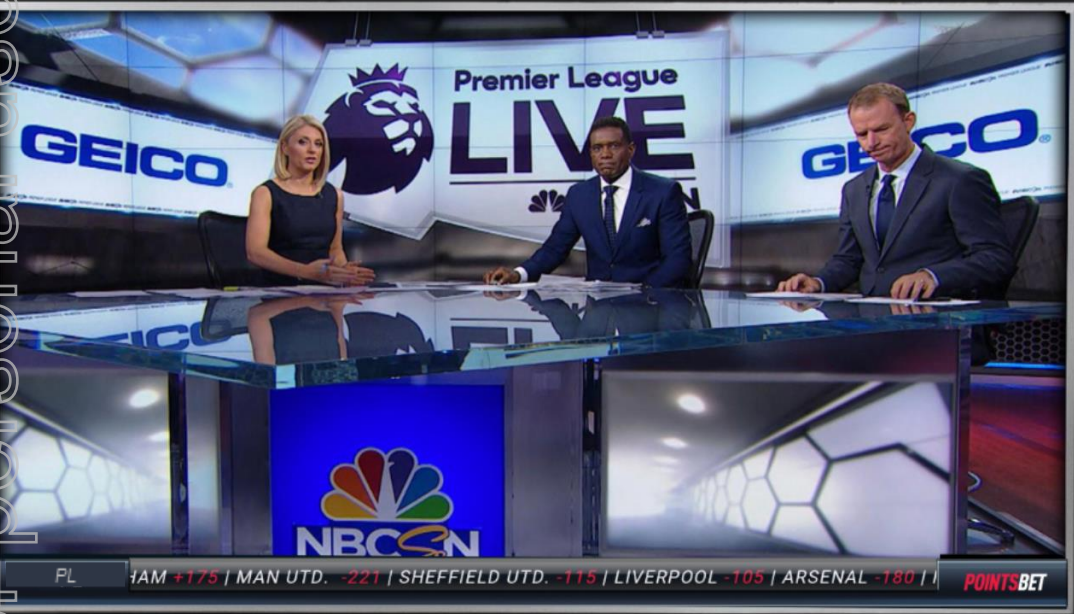 Premier League
LIVE
GEICO
GEICO
N
GEICO
NBCSN
PL
HAM +175 | MAN UTD. -221 | SHEFFIELD UTD. -115 | LIVERPOOL -105 | ARSENAL -180 |
POINTSBET